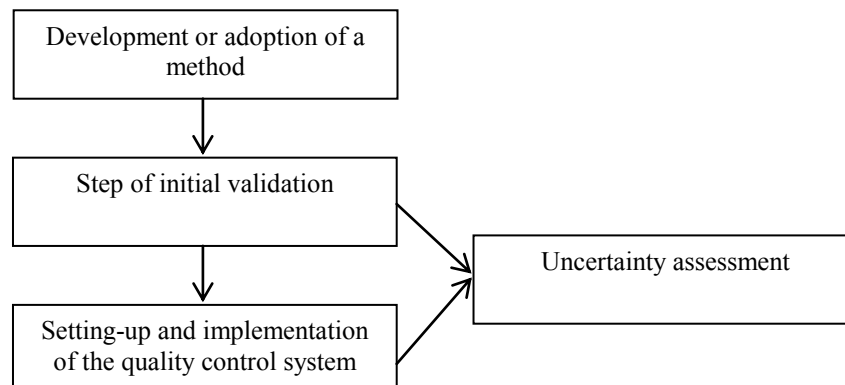 Development or adoption of a
method
Step of initial validation
Uncertainty assessment
Setting-up and implementation
of the quality control system